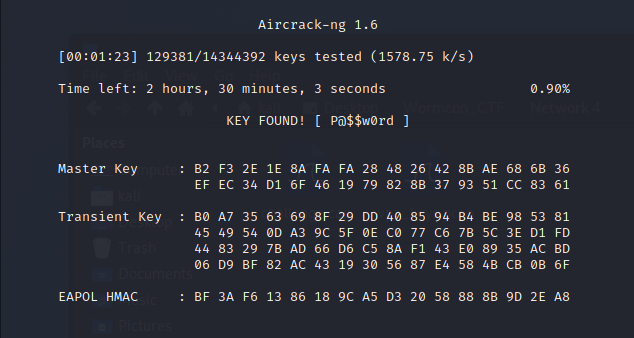 Aircrack-ng 1.6
[00:01:23] 129381/14344392 keys tested (1578.75 k/s)
Time left: 2 hours, 30 minutes, 3 seconds 0.90%
KEY FOUND! [ P@$$w0rd ]
Master Key : B2 F3 2E 1E 8A FA FA 28 48 26 42 8B AE 68 6B 36
EF EC 34 D1 6F 46 19 79 82 8B 37 93 51 CC 83 61
Transient Key : B0 A7 35 63 69 8F 29 DD 40 85 94 B4 BE 98 53 81
45 49 54 0D A3 9C 5F 0E C0 77 C6 7B 5C 3E D1 FD
44 83 29 7B AD 66 D6 C5 8A F1 43 E0 89 35 AC BD
06 D9 BF 82 AC 43 19 30 56 87 E4 58 4B CB 0B 6F
EAPOL HMAC : BF 3A F6 13 86 18 9C A5 D3 20 58 88 8B 9D 2E A8
Places
kali
Desktop
Trash
Documents
Music
Pictures